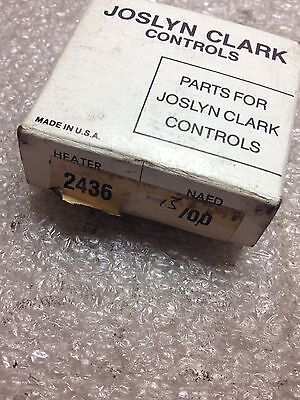 JOSLYN CLARK
CONTROLS
PARTS FOR
JOSLYN CLARK
CONTROLS
MADE IN U.S.A.
HEATER
NAED
2436